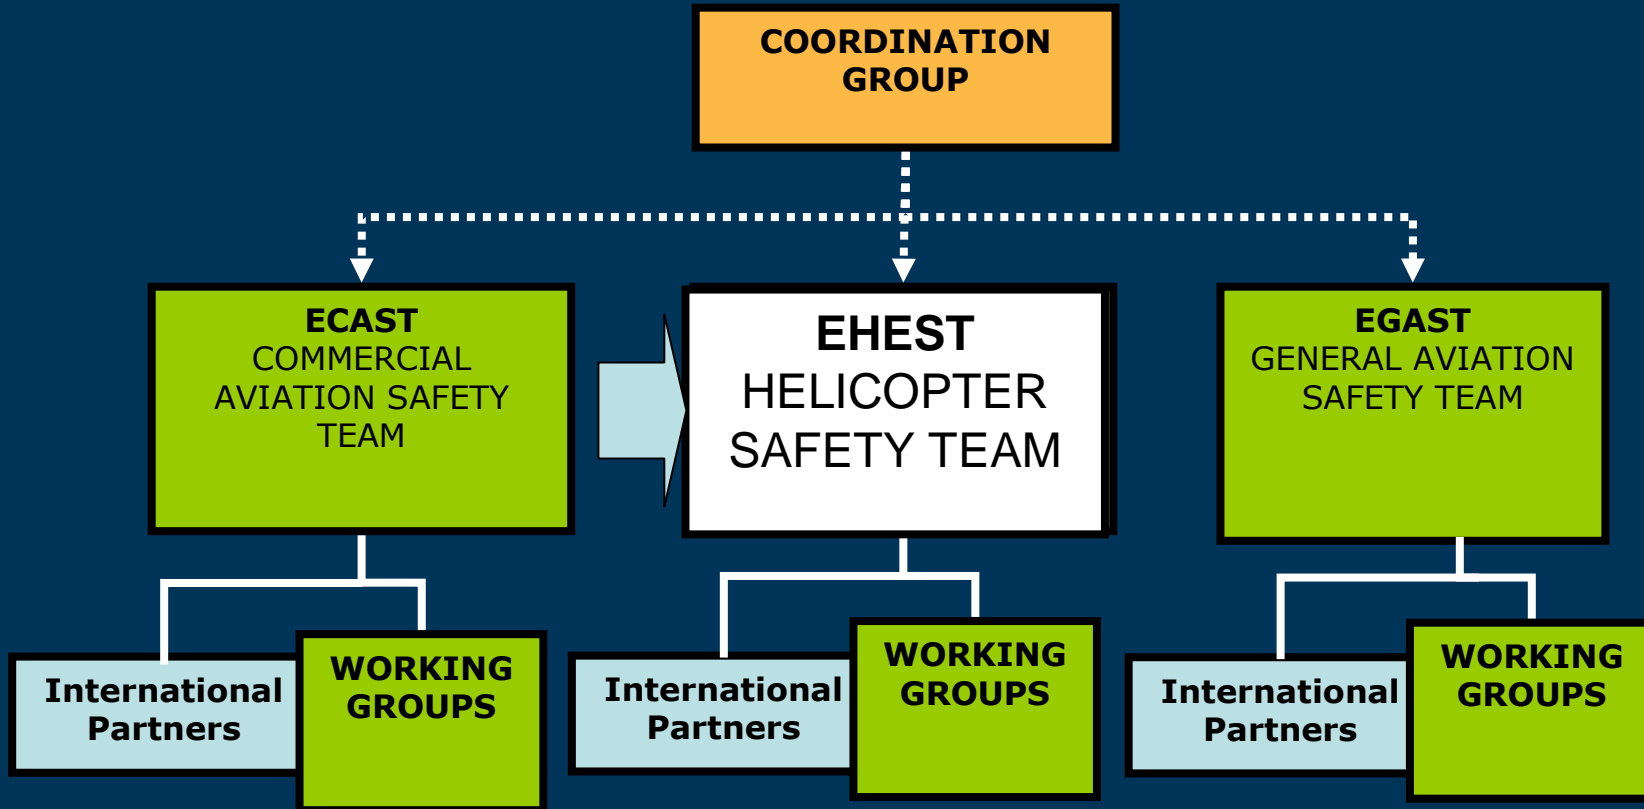 COORDINATION
GROUP
ECAST
COMMERCIAL
AVIATION SAFETY
TEAM
EHEST
HELICOPTER
SAFETY TEAM
EGAST
GENERAL AVIATION
SAFETY TEAM
International
Partners
WORKING
GROUPS
International
Partners
WORKING
GROUPS
International
Partners
WORKING
GROUPS